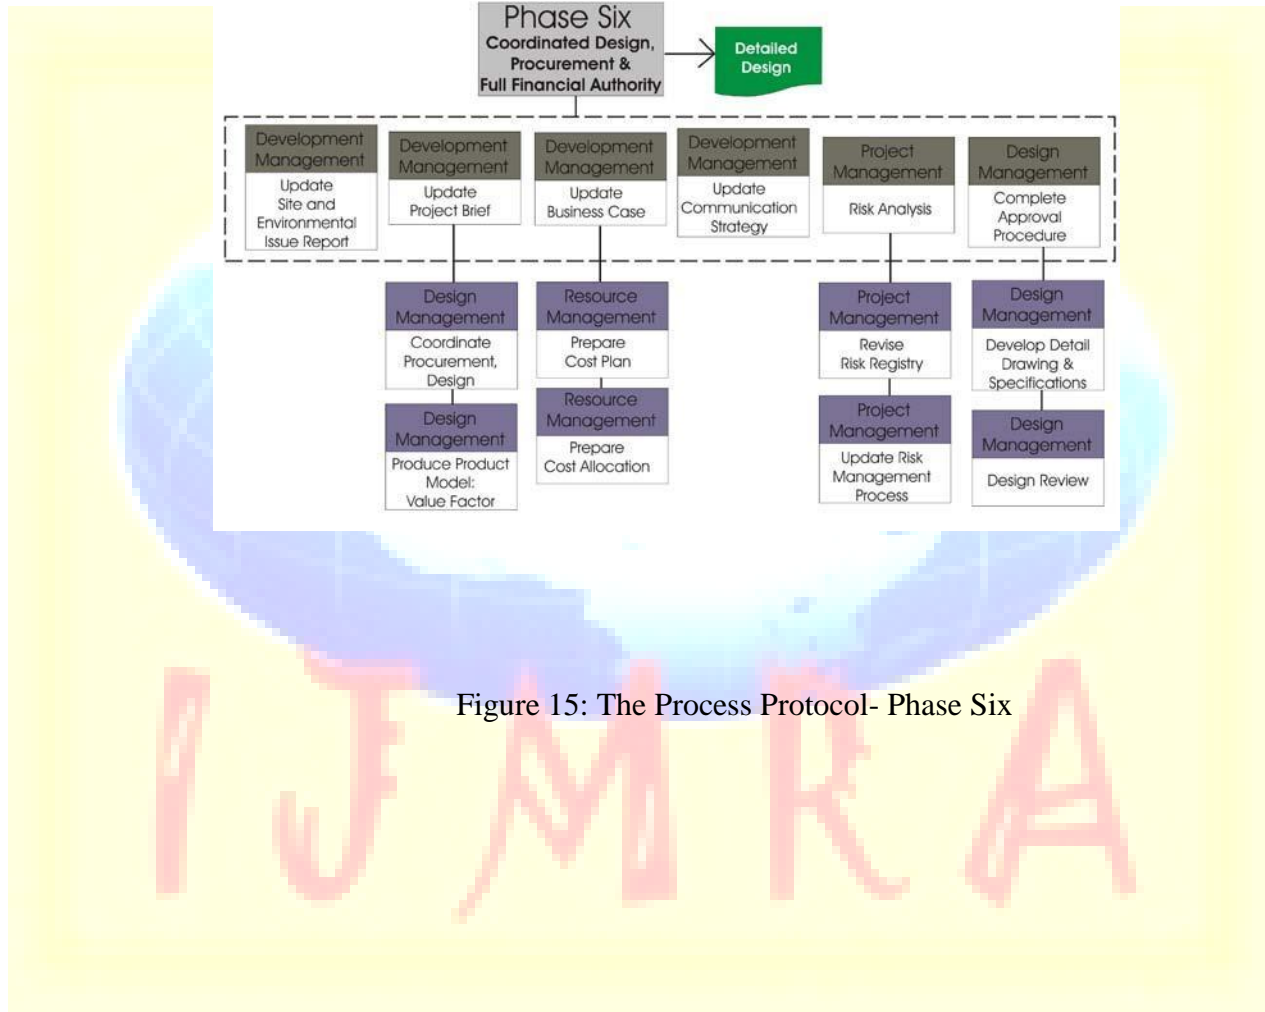 Phase Six
Coordinated Design,
Procurement &
Full Financial Authority
Detailed
Design
Development
Management
Update
Site and
Environmental
Issue Report
Development
Management
Update
Project Brief
Development
Management
Update
Business Case
Development
Management
Update
Communication
Strategy
Project
Management
Risk Analysis
Design
Management
Complete
Approval
Procedure
Design
Management
Coordinate
Procurement,
Design
Resource
Management
Prepare
Cost Plan
Project
Management
Revise
Risk Registry
Design
Management
Develop Detail
Drawing &
Specifications
Design
Management
Produce Product
Model:
Value Factor
Resource
Management
Prepare
Cost Allocation
Project
Management
Update Risk
Management
Process
Design
Management
Design Review
Figure 15: The Process Protocol- Phase Six
IJMRA